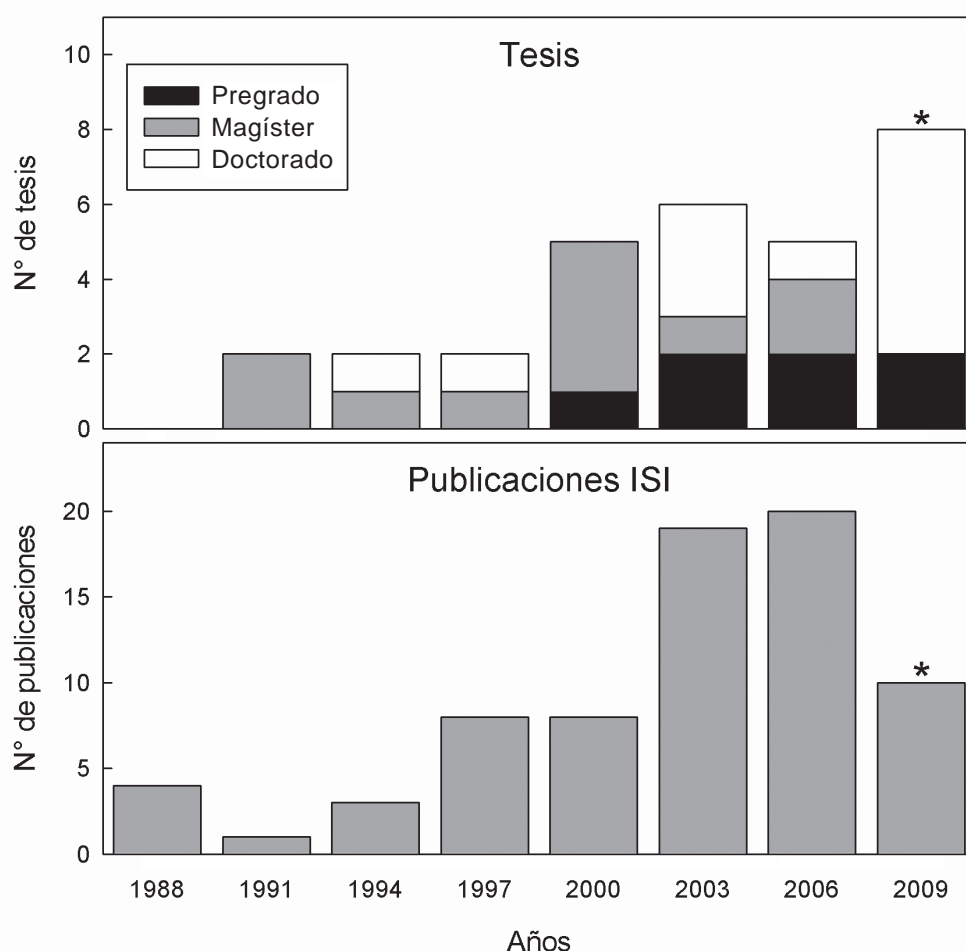 Tesis
10
8
6
4
2
0
N° de tesis
Pregrado
Magíster
Doctorado
*
Publicaciones ISI
20
15
10
5
0
N° de publicaciones
*
1988 1991 1994 1997 2000 2003 2006 2009
Años